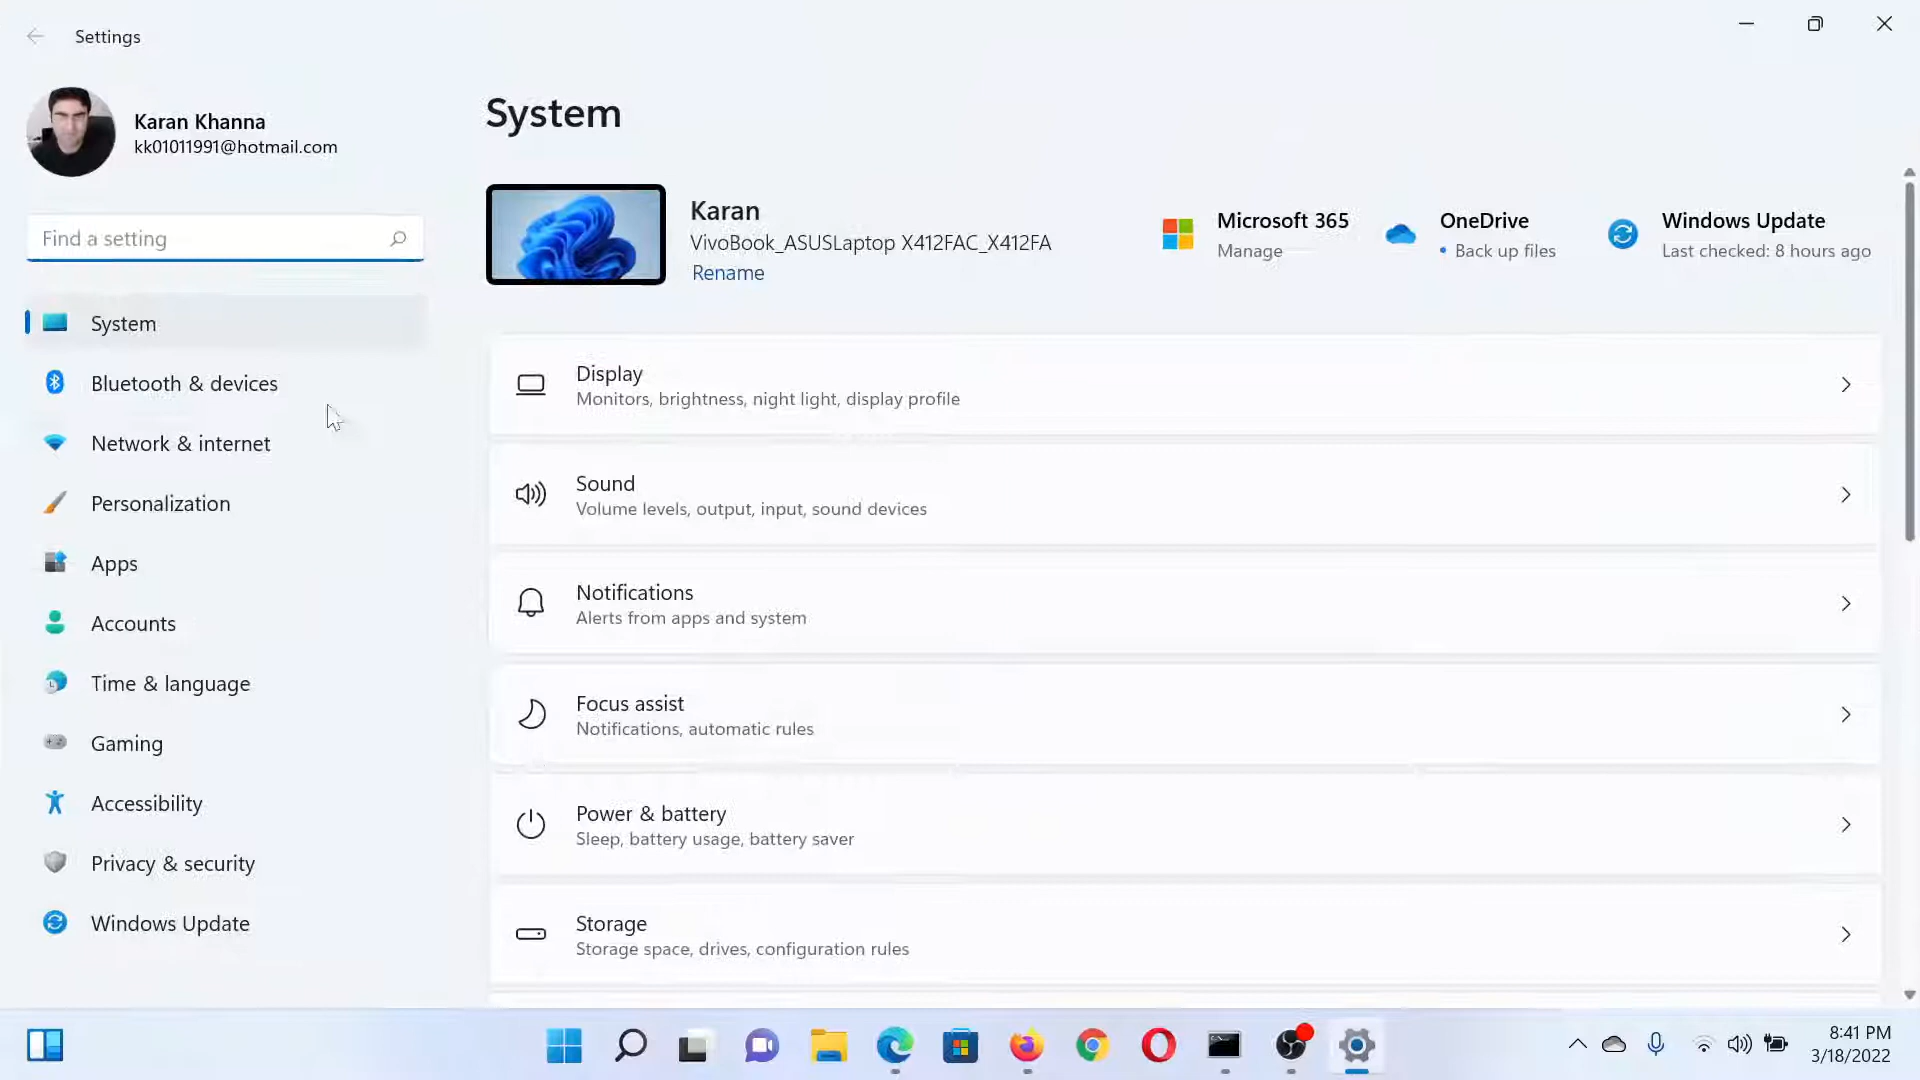 Settings
Karan Khanna
kk01011991@hotmail.com
Find a setting
System
Bluetooth & devices
Network & internet
Personalization
Apps
Accounts
Time & language
Gaming
Accessibility
Privacy & security
Windows Update
System
Karan
VivoBook_ASUSLaptop X412FAC_X412FA
Rename
Microsoft 365
Manage
OneDrive
• Back up files
Windows Update
Last checked: 8 hours ago
Display
Monitors, brightness, night light, display profile
Sound
Volume levels, output, input, sound devices
Notifications
Alerts from apps and system
Focus assist
Notifications, automatic rules
Power & battery
Sleep, battery usage, battery saver
Storage
Storage space, drives, configuration rules
8:41 PM
3/18/2022